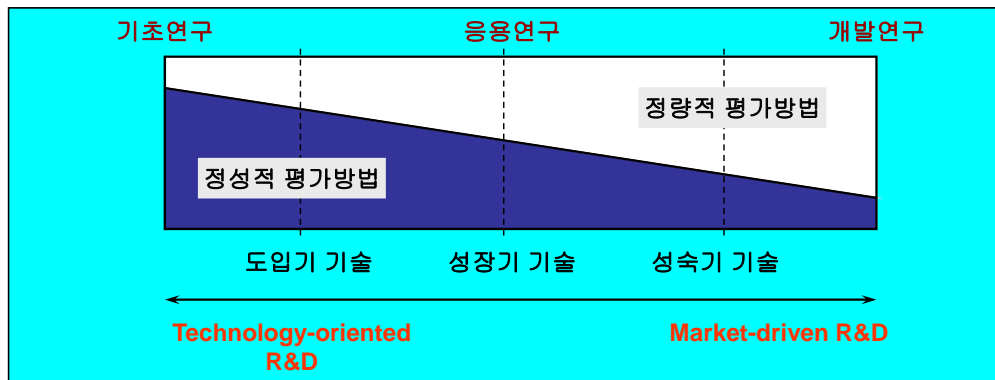 기초연구 응용연구 개발연구
정량적 평가방법
정성적 평가방법
도입기 기술 성장기 기술 성숙기 기술
Technology-oriented Market-driven R&D
R&D